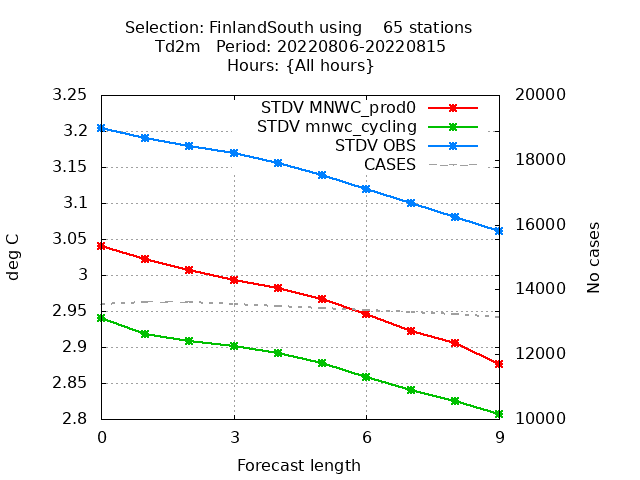 Selection: FinlandSouth using    65 stations
Td2m   Period: 20220806-20220815
Hours: {All hours}
3.25
3.2
3.15
3.1
3.05
3
2.95
2.9
2.85
2.8
deg C
STDV MNWC_prod0
STDV mnwc_cycling
STDV OBS
CASES
20000
18000
16000
14000
12000
10000
No cases
0 3 6 9
Forecast length